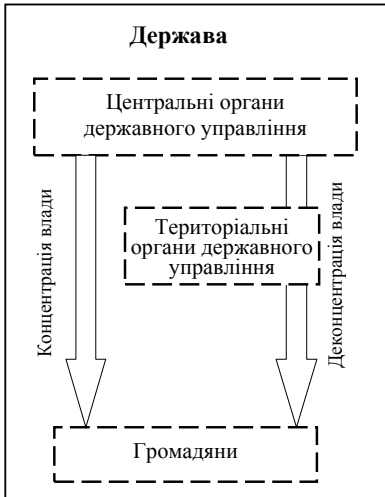 Держава
Центральні органи
державного управління
Концентрація влади
Територіальні
органи державного
управління
Деконцентрація влади
Громадяни